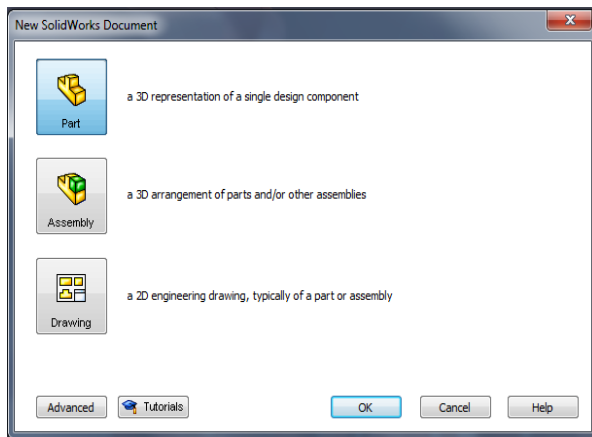 New SolidWorks Document
Part
a 3D representation of a single design component
Assembly
a 3D arrangement of parts and/or other assemblies
Drawing
a 2D engineering drawing, typically of a part or assembly
Advanced Tutorials OK Cancel Help